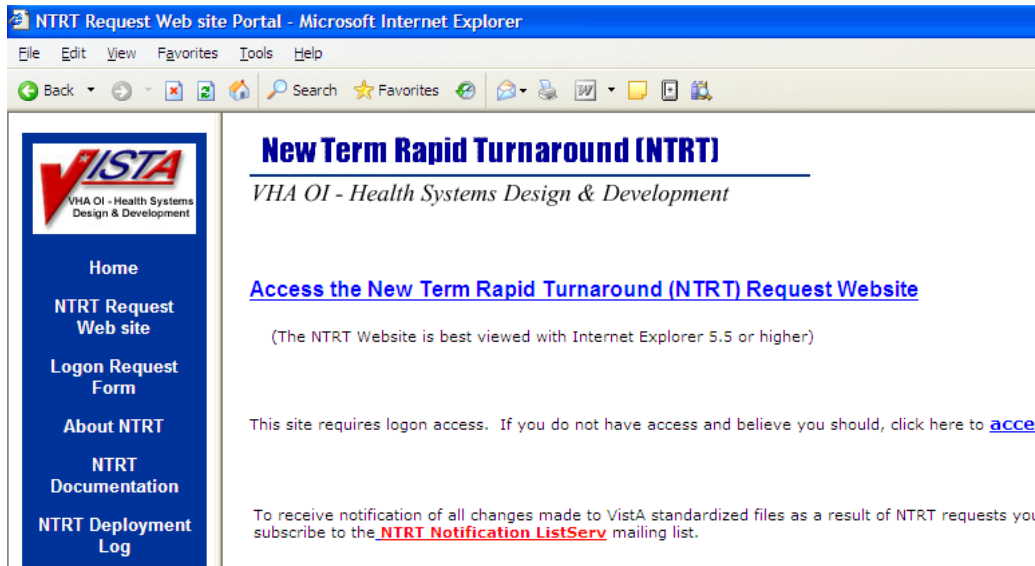 NTRT Request Web site Portal - Microsoft Internet Explorer
File Edit View Favorites Tools Help
Back Search Favorites
VISTA
VHA OI - Health Systems
Design & Development
Home
NTRT Request
Web site
Logon Request
Form
About NTRT
NTRT
Documentation
NTRT Deployment
Log
New Term Rapid Turnaround (NTRT)
VHA OI - Health Systems Design & Development
Access the New Term Rapid Turnaround (NTRT) Request Website
(The NTRT Website is best viewed with Internet Explorer 5.5 or higher)
This site requires logon access. If you do not have access and believe you should, click here to acce
To receive notification of all changes made to VistA standardized files as a result of NTRT requests you
subscribe to the NTRT Notification ListServ mailing list.